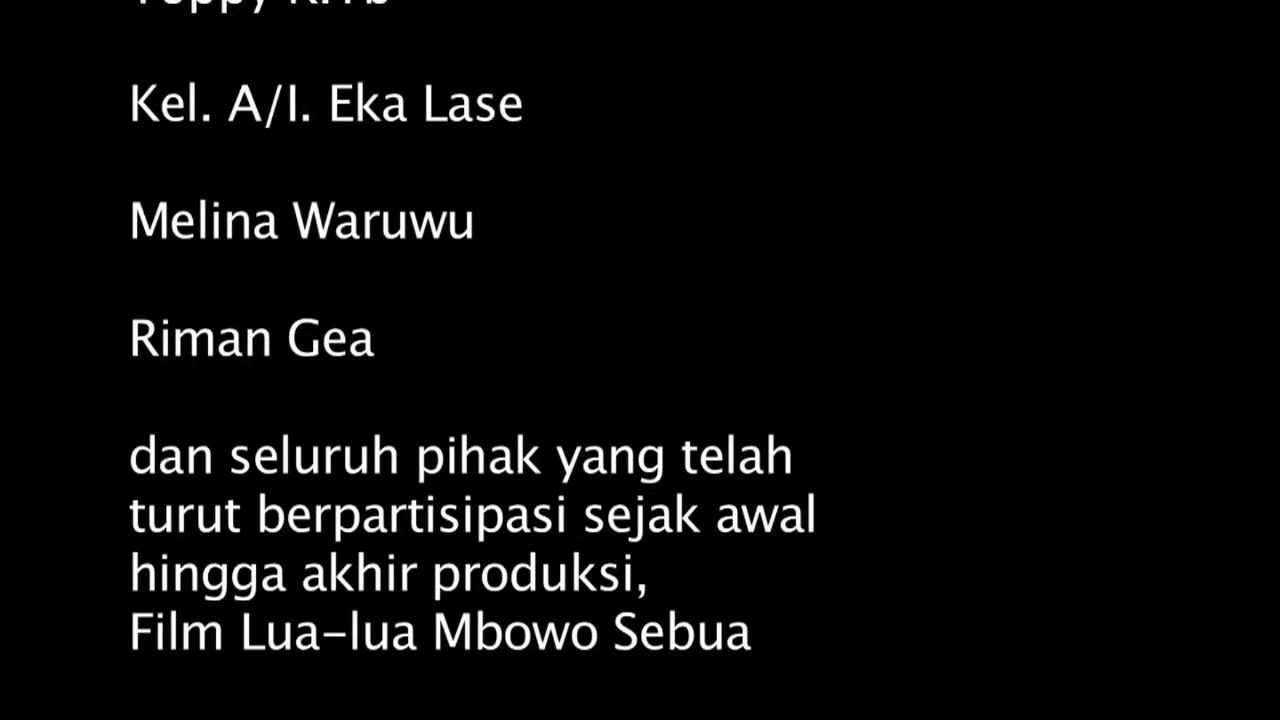 Kel. A/I. Eka Lase
Melina Waruwu
Riman Gea
dan seluruh pihak yang telah
turut berpartisipasi sejak awal
hingga akhir produksi,
Film Lua-lua Mbowo Sebua